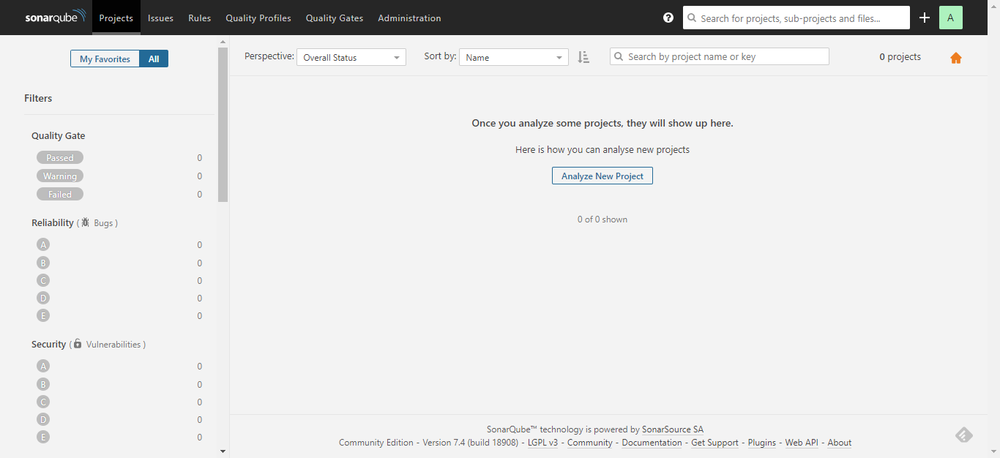 sonarqube Projects Issues Rules Quality Profiles Quality Gates Administration ? Search for projects, sub-projects and files... + A
My Favorites All
Filters
Quality Gate
Passed 0
Warning 0
Failed 0
Reliability ( Bugs )
A 0
B 0
C 0
D 0
E 0
Security ( Vulnerabilities )
A 0
B 0
C 0
D 0
E 0
Perspective: Overall Status Sort by: Name Search by project name or key 0 projects
Once you analyze some projects, they will show up here.
Here is how you can analyse new projects
Analyze New Project
0 of 0 shown
SonarQube™ technology is powered by SonarSource SA
Community Edition - Version 7.4 (build 18908) - LGPL v3 - Community - Documentation - Get Support - Plugins - Web API - About